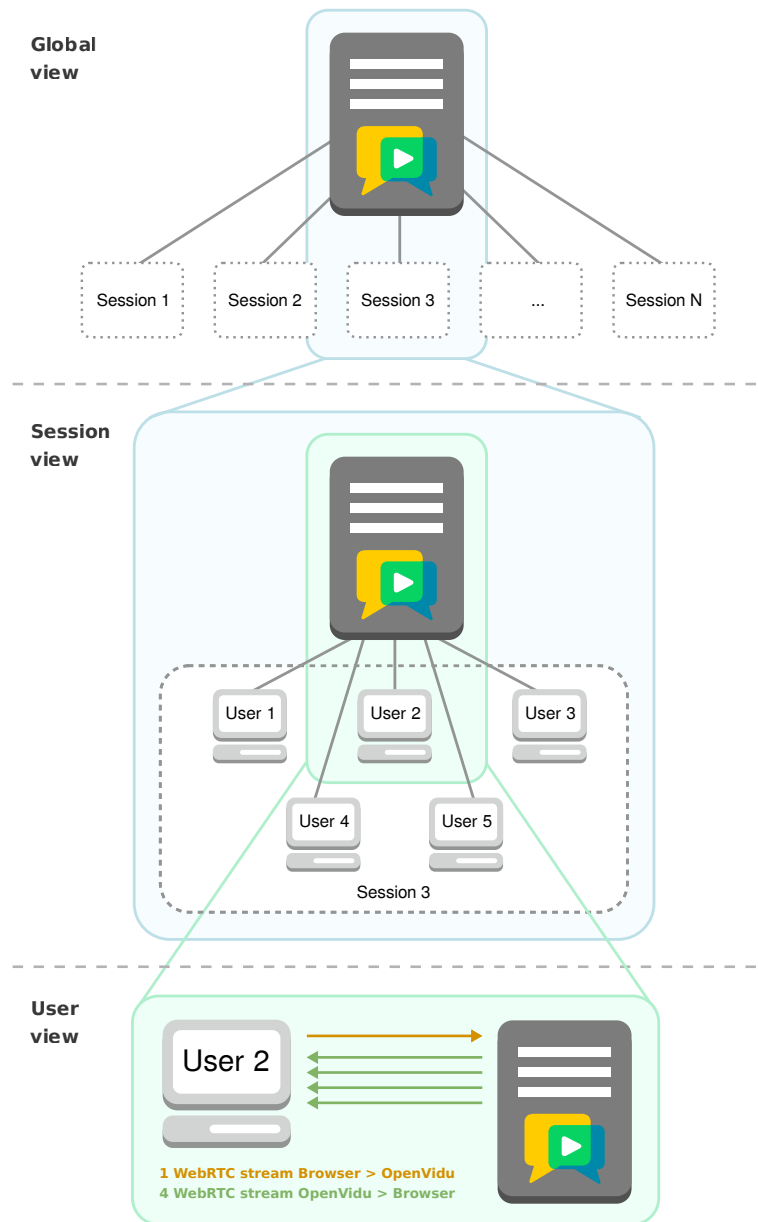 Global
view
Session 1
Session 2
Session 3
...
Session N
Session
view
User 1
User 2
User 3
User 4
User 5
Session 3
User
view
User 2
1 WebRTC stream Browser > OpenVidu
4 WebRTC stream OpenVidu > Browser